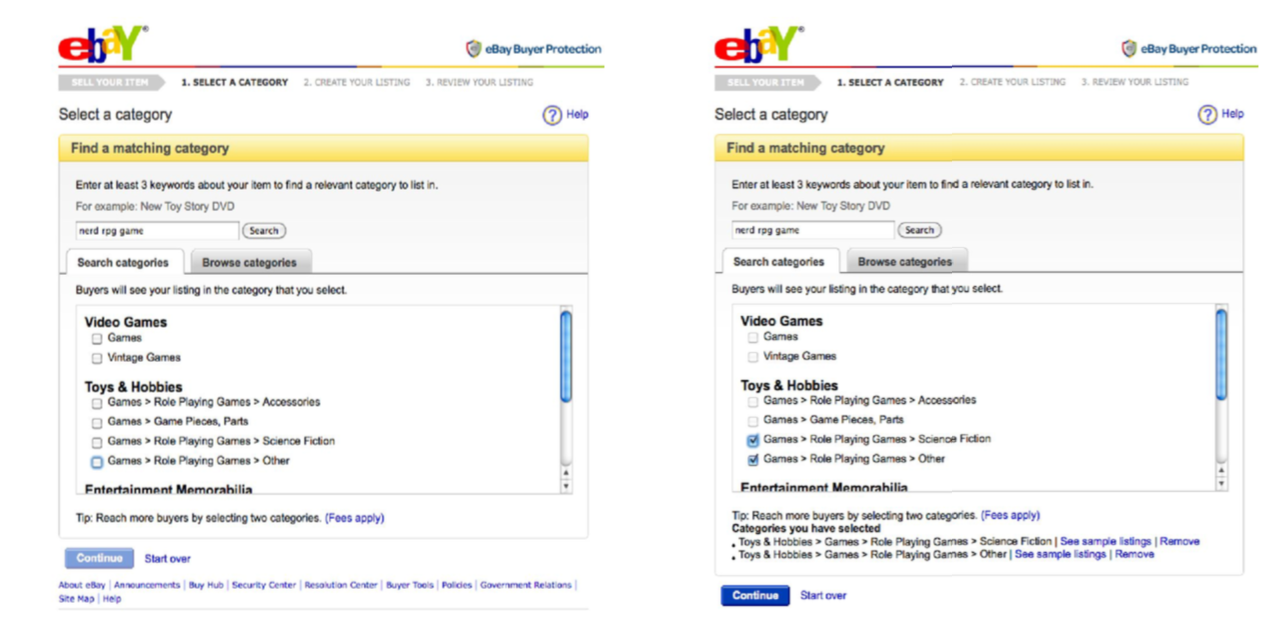 ebaY®
eBay Buyer Protection
SELL YOUR ITEM 1. SELECT A CATEGORY 2. CREATE YOUR LISTING 3. REVIEW YOUR LISTING
Select a category
? Help
Find a matching category
Enter at least 3 keywords about your item to find a relevant category to list in.
For example: New Toy Story DVD
nerd rpg game Search
Search categories Browse categories
Buyers will see your listing in the category that you select.
Video Games
Games
Vintage Games
Toys & Hobbies
Games > Role Playing Games > Accessories
Games > Game Pieces, Parts
Games > Role Playing Games > Science Fiction
Games > Role Playing Games > Other
Entertainment Memorabilia
Tip: Reach more buyers by selecting two categories. (Fees apply)
Continue Start over
About eBay | Announcements | Buy Hub | Security Center | Resolution Center | Buyer Tools | Policies | Government Relations |
Site Map | Help
ebaY®
eBay Buyer Protection
SELL YOUR ITEM 1. SELECT A CATEGORY 2. CREATE YOUR LISTING 3. REVIEW YOUR LISTING
Select a category
? Help
Find a matching category
Enter at least 3 keywords about your item to find a relevant category to list in.
For example: New Toy Story DVD
nerd rpg game Search
Search categories Browse categories
Buyers will see your listing in the category that you select.
Video Games
Games
Vintage Games
Toys & Hobbies
Games > Role Playing Games > Accessories
Games > Game Pieces, Parts
Games > Role Playing Games > Science Fiction
Games > Role Playing Games > Other
Entertainment Memorabilia
Tip: Reach more buyers by selecting two categories. (Fees apply)
Categories you have selected
• Toys & Hobbies > Games > Role Playing Games > Science Fiction | See sample listings | Remove
• Toys & Hobbies > Games > Role Playing Games > Other | See sample listings | Remove
Continue Start over